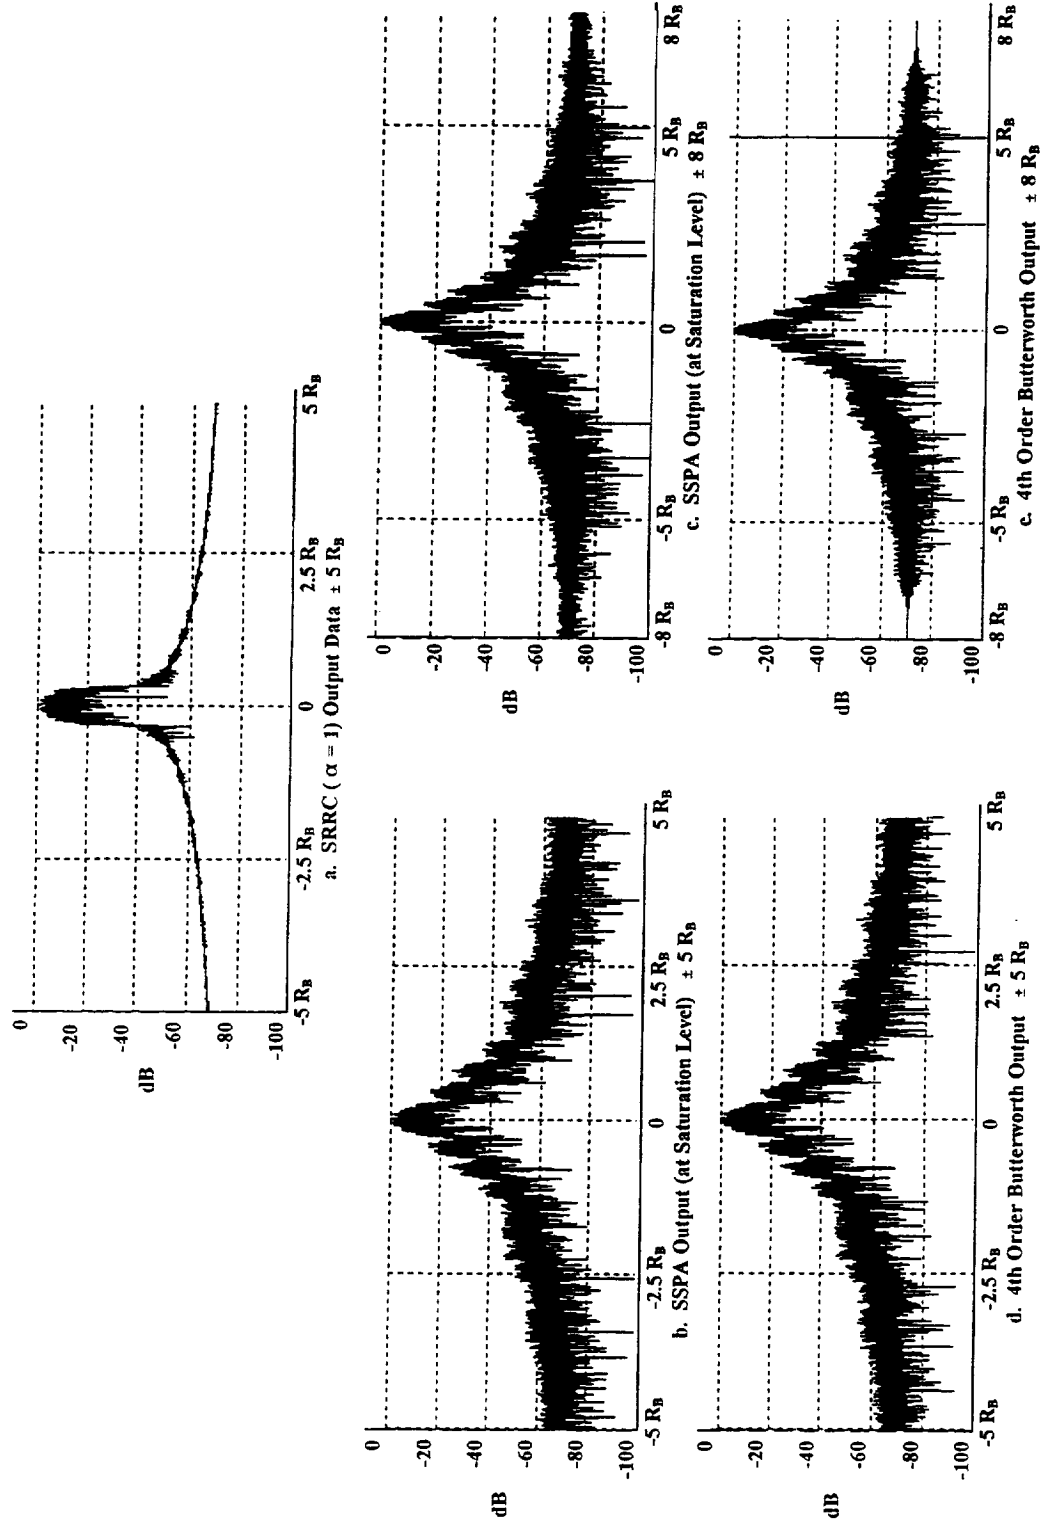 0
-20
-40
-60
-80
-100
dB
-5 R_B
-2.5 R_B
0
2.5 R_B
5 R_B
a. SRRC ( α = 1) Output Data ± 5 R_B
0
-20
-40
-60
-80
-100
dB
-5 R_B
-2.5 R_B
0
2.5 R_B
5 R_B
b. SSPA Output (at Saturation Level) ± 5 R_B
0
-20
-40
-60
-80
-100
dB
-8 R_B
-5 R_B
0
5 R_B
8 R_B
c. SSPA Output (at Saturation Level) ± 8 R_B
0
-20
-40
-60
-80
-100
dB
-5 R_B
-2.5 R_B
0
2.5 R_B
5 R_B
d. 4th Order Butterworth Output ± 5 R_B
0
-20
-40
-60
-80
-100
dB
-8 R_B
-5 R_B
0
5 R_B
8 R_B
e. 4th Order Butterworth Output ± 8 R_B